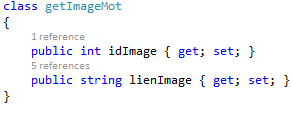 class getImageMot
{
1 reference
public int idImage { get; set; }
5 references
public string lienImage { get; set; }
}